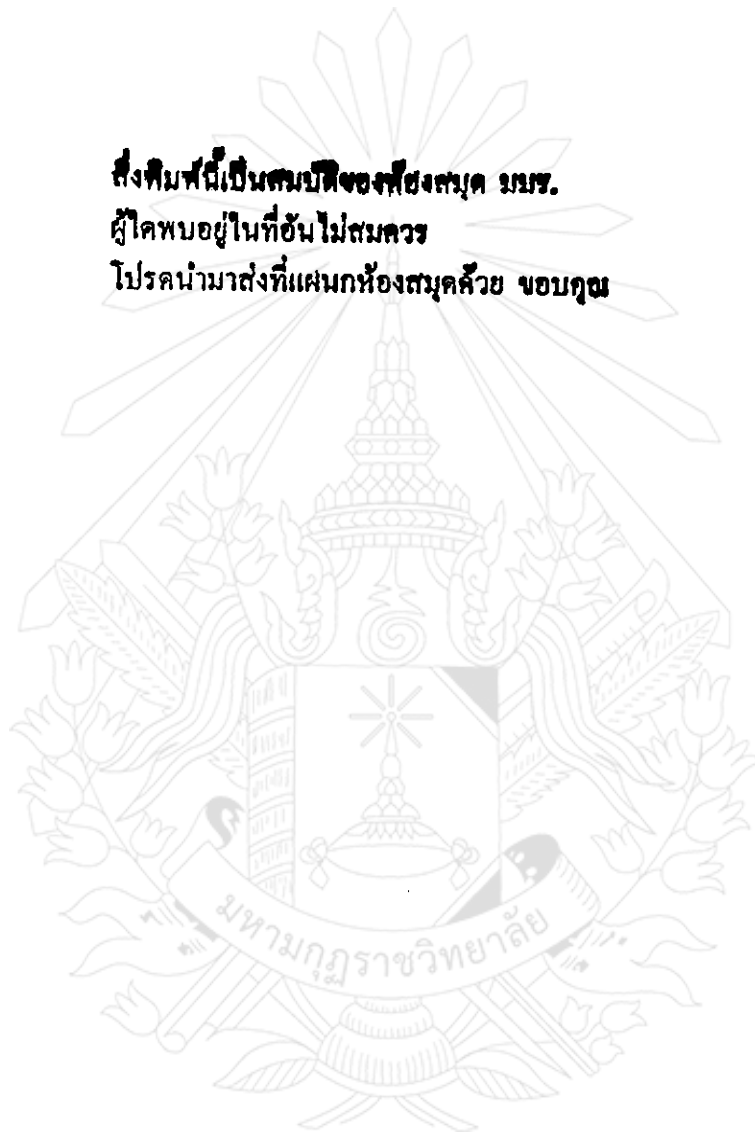 สิ่งพิมพ์นี้เป็นสมบัติของห้องสมุด มมร.
ผู้ใดพบอยู่ในที่อันไม่สมควร
โปรดนำมาส่งที่แผนกห้องสมุดด้วย ขอบคุณ
มหามกุฏราชวิทยาลัย